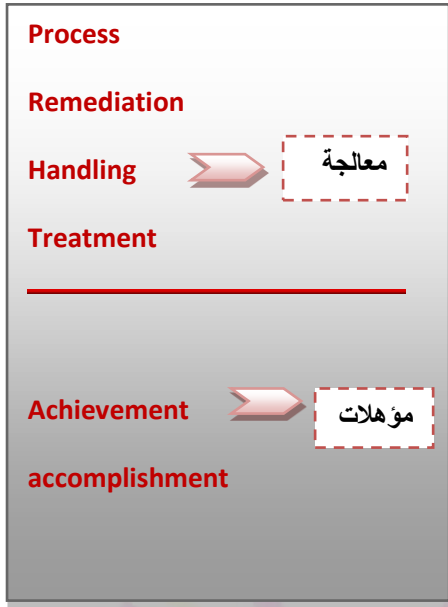 Process
Remediation
Handling
معالجة
Treatment
Achievement
مؤهلات
accomplishment